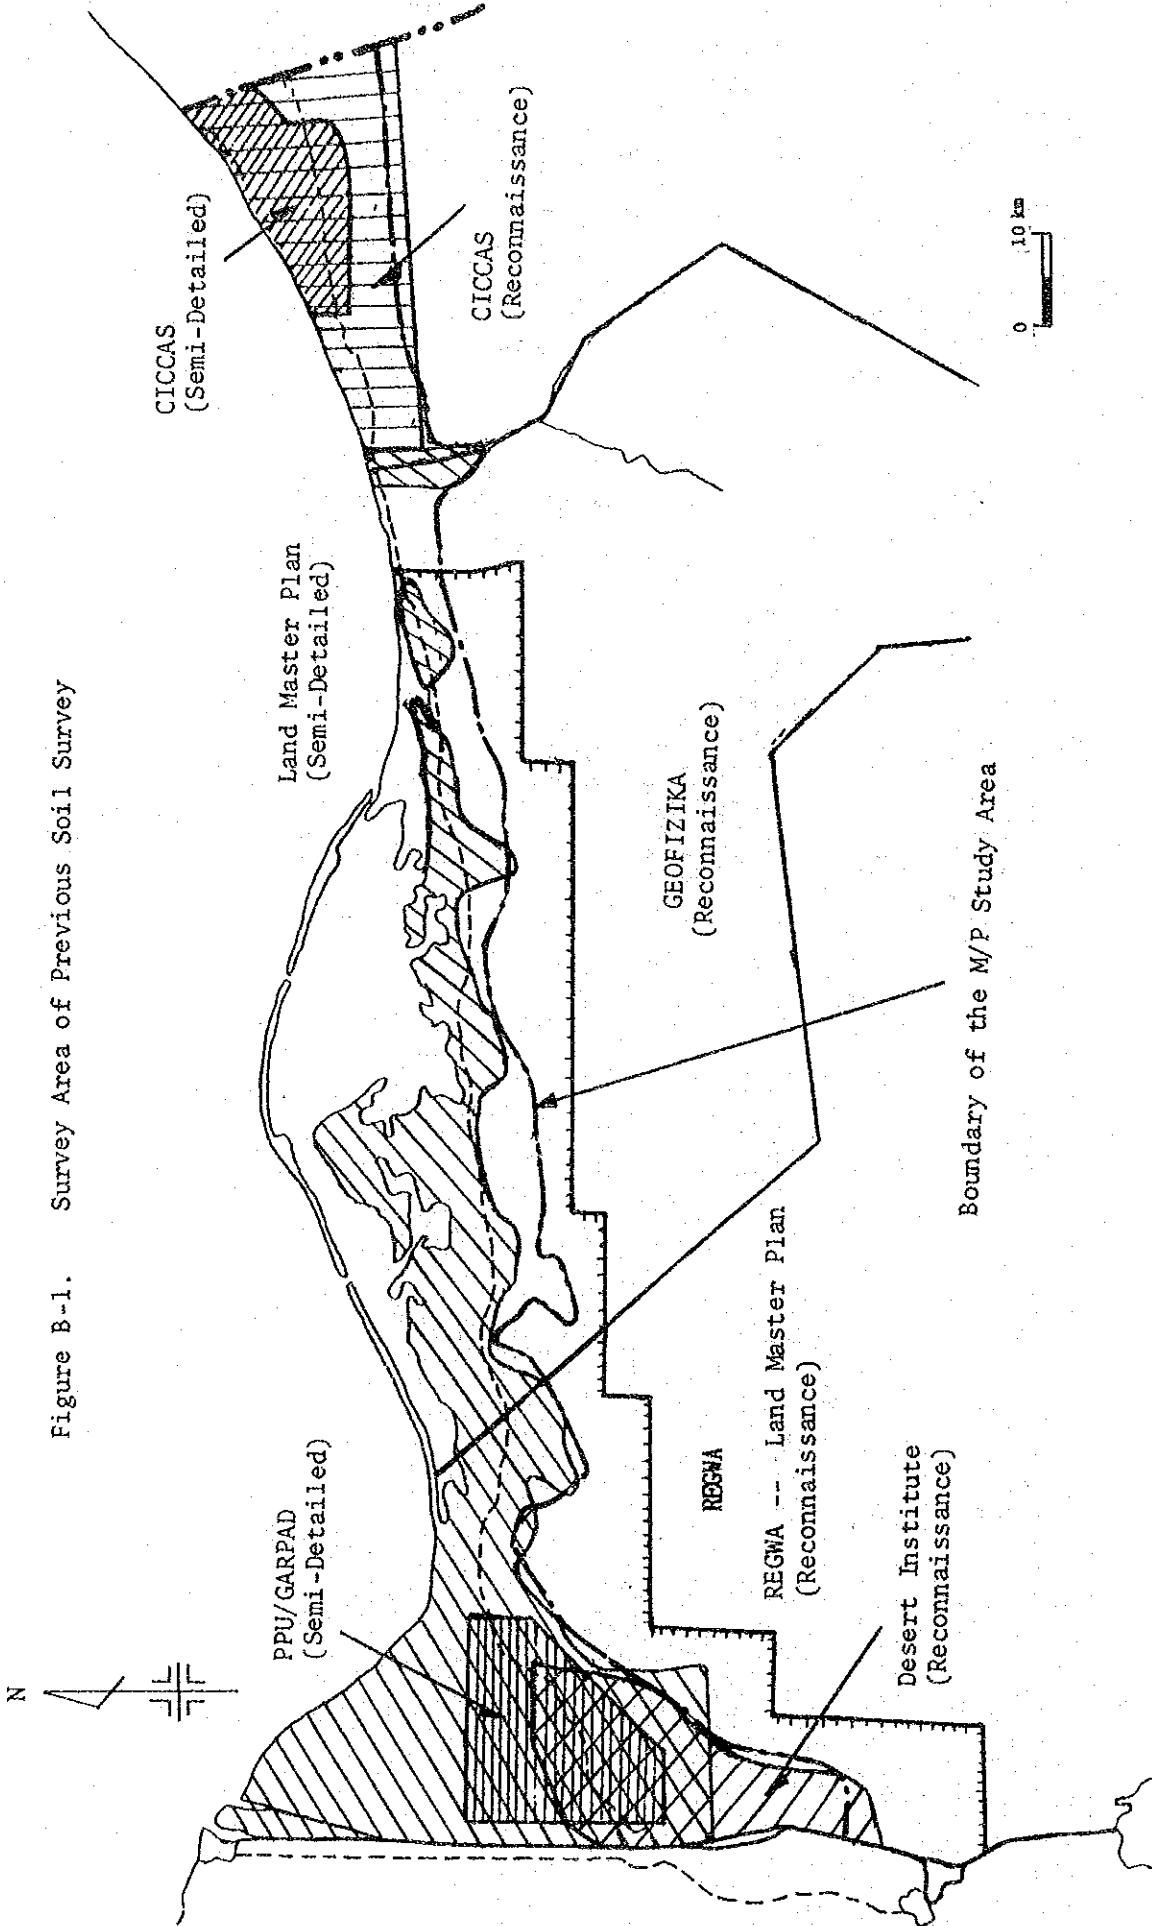 Figure B-1. Survey Area of Previous Soil Survey
N
PPU/GARPAD
(Semi-Detailed)
Land Master Plan
(Semi-Detailed)
CICCAS
(Semi-Detailed)
CICCAS
(Reconnaissance)
GEOFIZIKA
(Reconnaissance)
REGWA
REGWA -- Land Master Plan
(Reconnaissance)
Desert Institute
(Reconnaissance)
Boundary of the M/P Study Area
0 10 km